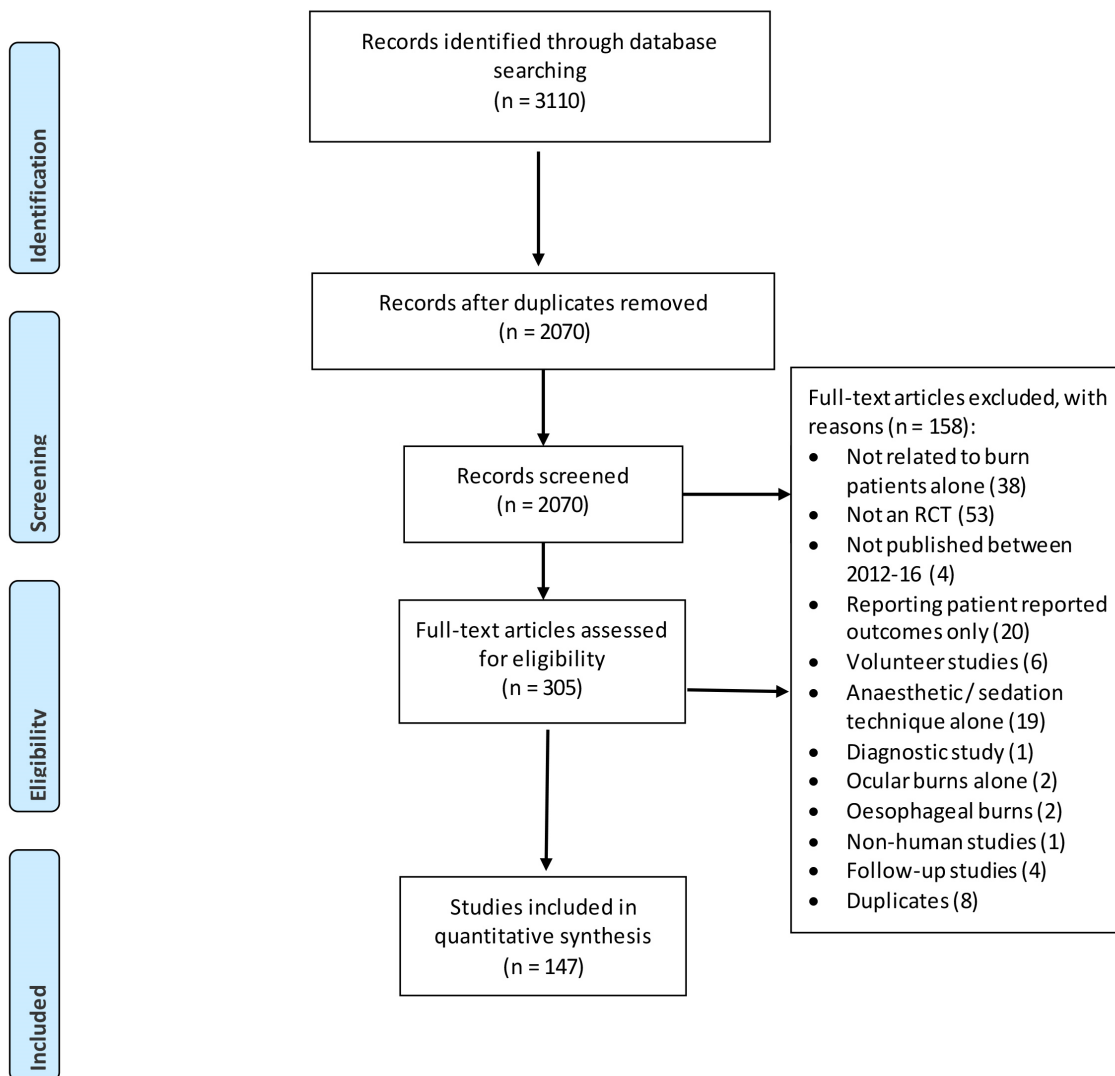 Identification
Records identified through database
searching
(n = 3110)
Records after duplicates removed
(n = 2070)
Screening
Records screened
(n = 2070)
Full-text articles excluded, with
reasons (n = 158):
• Not related to burn
patients alone (38)
• Not an RCT (53)
• Not published between
2012-16 (4)
• Reporting patient reported
outcomes only (20)
• Volunteer studies (6)
• Anaesthetic / sedation
technique alone (19)
• Diagnostic study (1)
• Ocular burns alone (2)
• Oesophageal burns (2)
• Non-human studies (1)
• Follow-up studies (4)
• Duplicates (8)
Eligibility
Full-text articles assessed
for eligibility
(n = 305)
Included
Studies included in
quantitative synthesis
(n = 147)